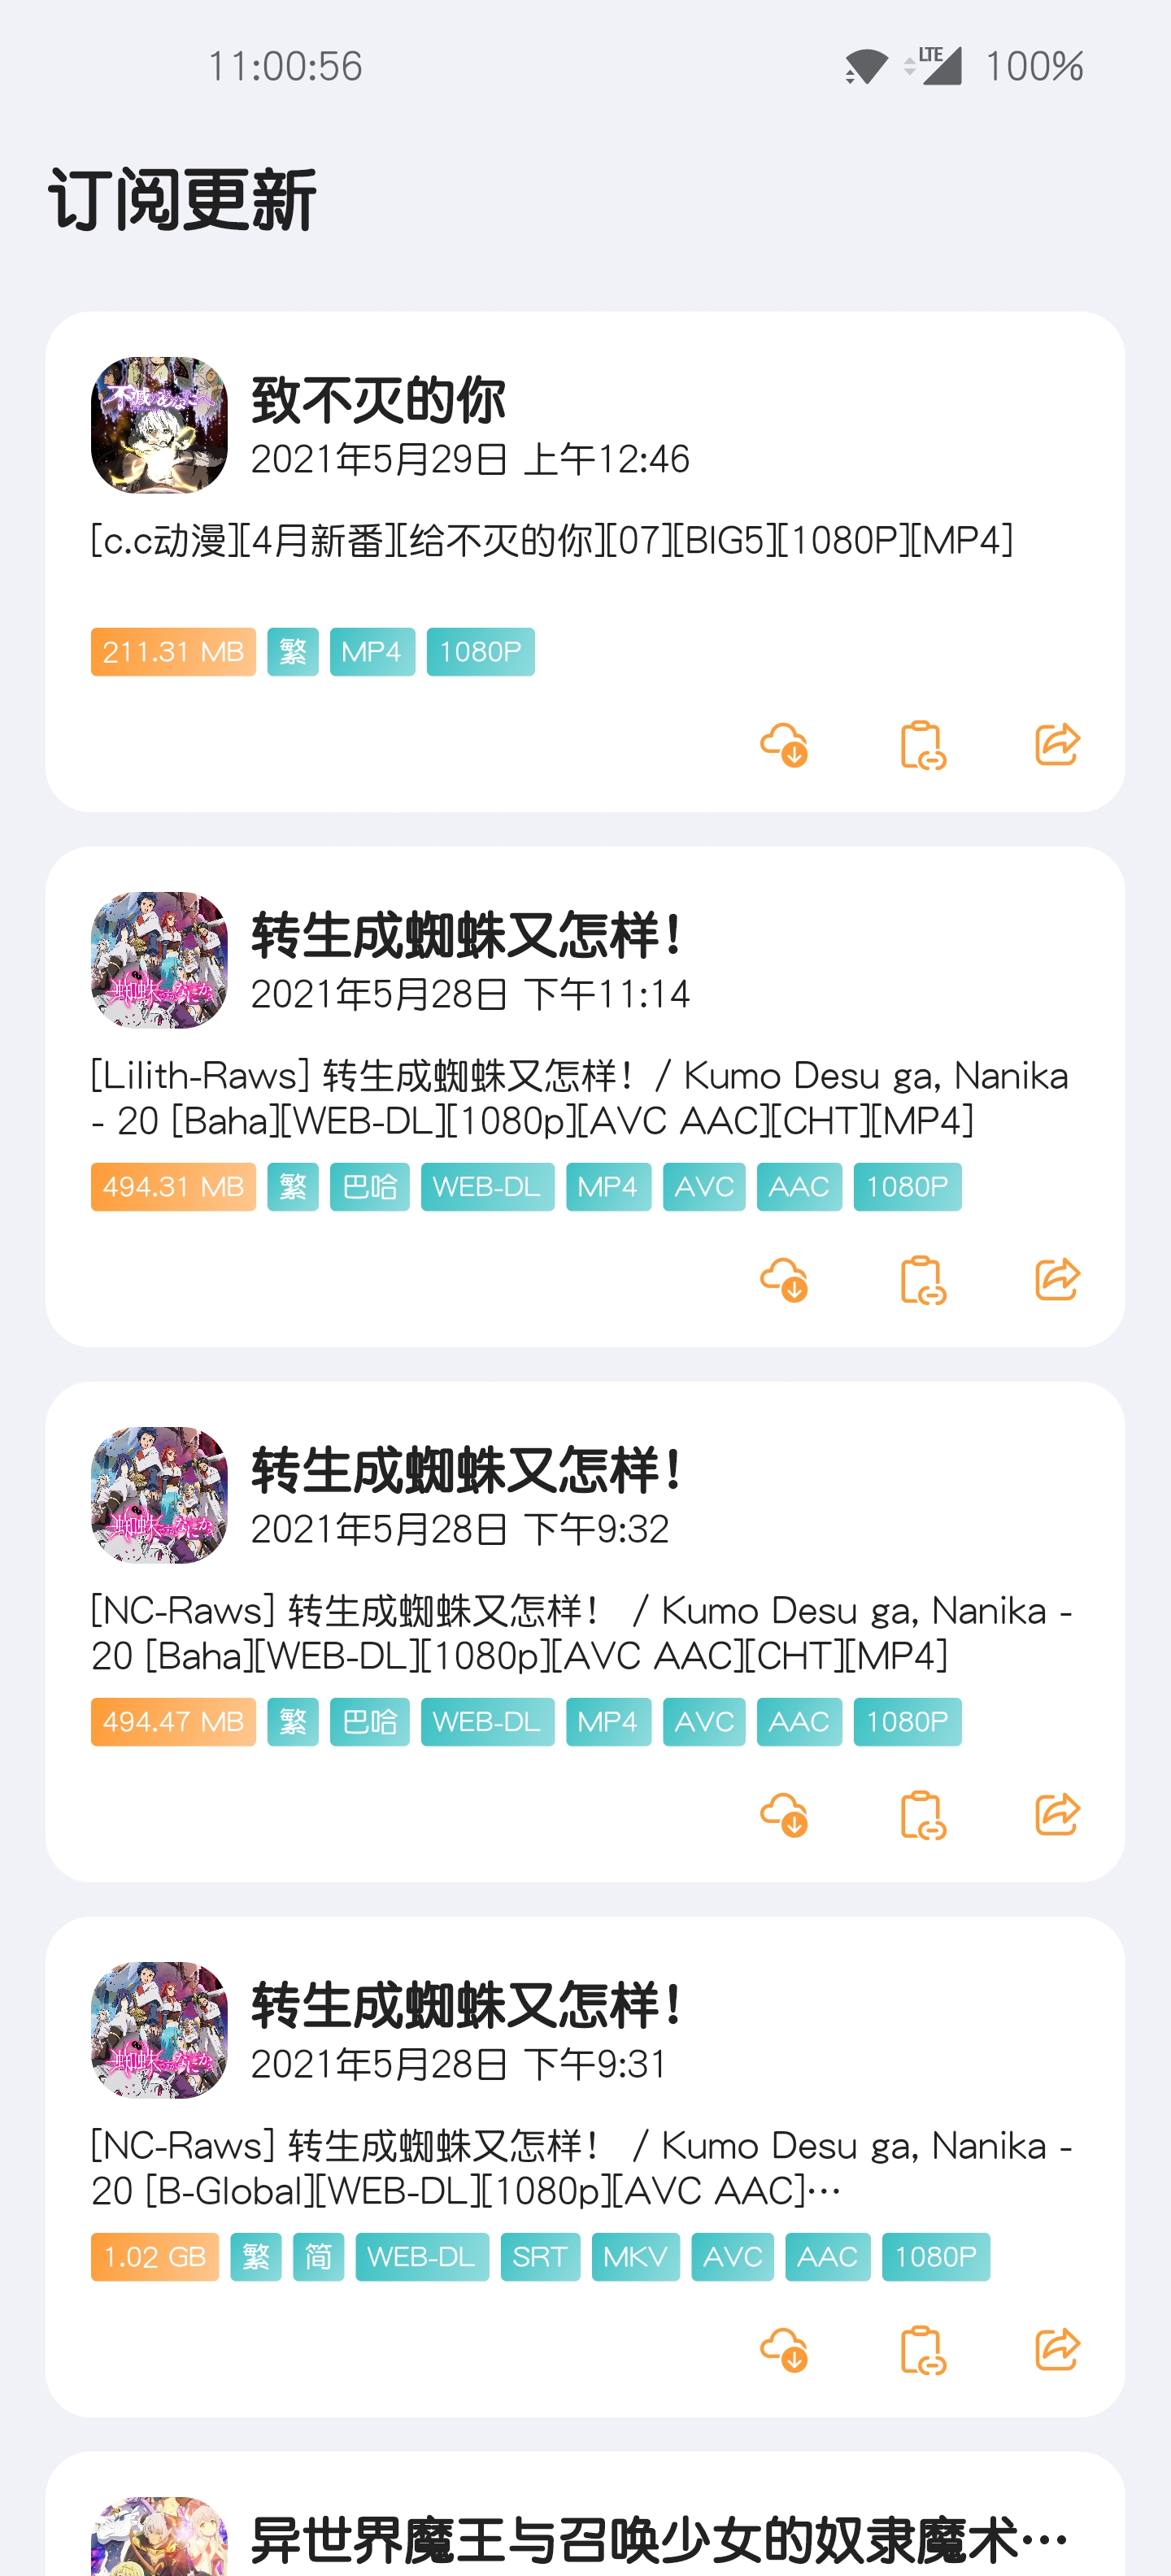 11:00:56
LTE 100%
订阅更新
不滅のあなたへ
致不灭的你
2021年5月29日 上午12:46
[c.c动漫][4月新番][给不灭的你][07][BIG5][1080P][MP4]
211.31 MB 繁 MP4 1080P
转生成蜘蛛又怎样！
2021年5月28日 下午11:14
[Lilith-Raws] 转生成蜘蛛又怎样！ / Kumo Desu ga, Nanika
- 20 [Baha][WEB-DL][1080p][AVC AAC][CHT][MP4]
494.31 MB 繁 巴哈 WEB-DL MP4 AVC AAC 1080P
转生成蜘蛛又怎样！
2021年5月28日 下午9:32
[NC-Raws] 转生成蜘蛛又怎样！ / Kumo Desu ga, Nanika -
20 [Baha][WEB-DL][1080p][AVC AAC][CHT][MP4]
494.47 MB 繁 巴哈 WEB-DL MP4 AVC AAC 1080P
转生成蜘蛛又怎样！
2021年5月28日 下午9:31
[NC-Raws] 转生成蜘蛛又怎样！ / Kumo Desu ga, Nanika -
20 [B-Global][WEB-DL][1080p][AVC AAC]…
1.02 GB 繁 简 WEB-DL SRT MKV AVC AAC 1080P
异世界魔王与召唤少女的奴隶魔术…